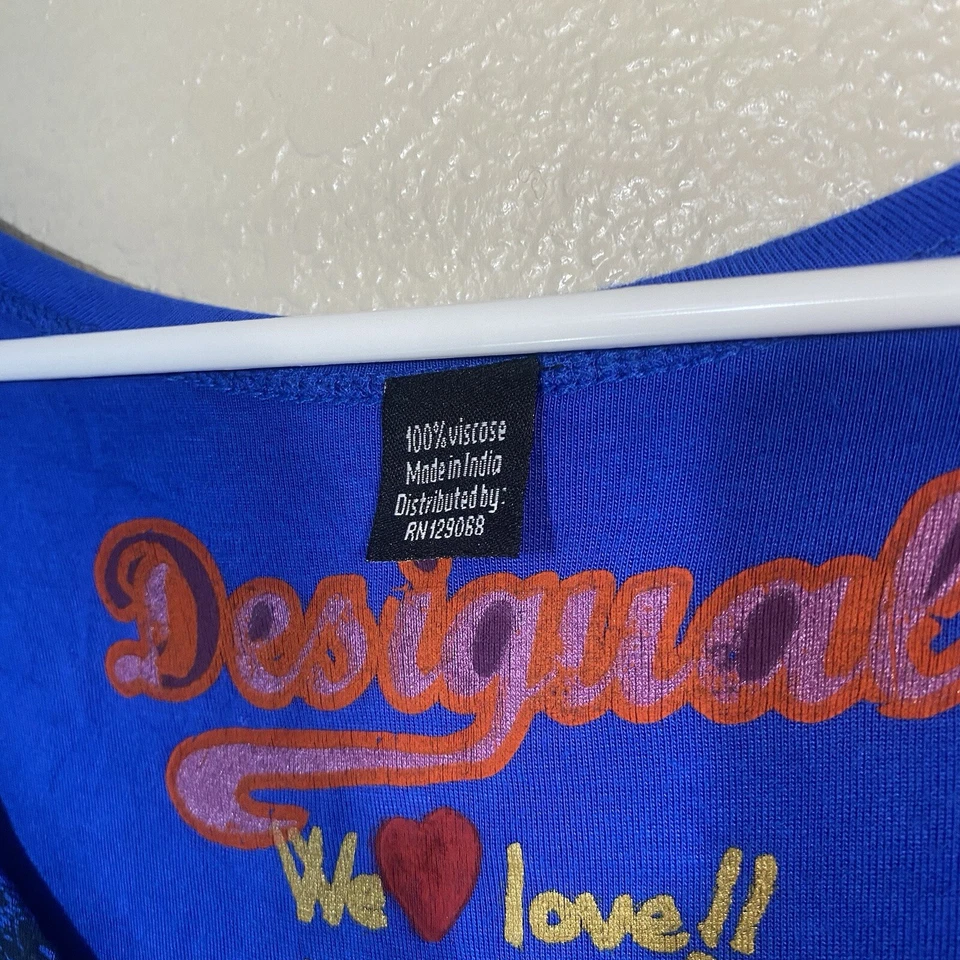 100% viscose
Made in India
Distributed by:
RN129068
Desigual
We love!!